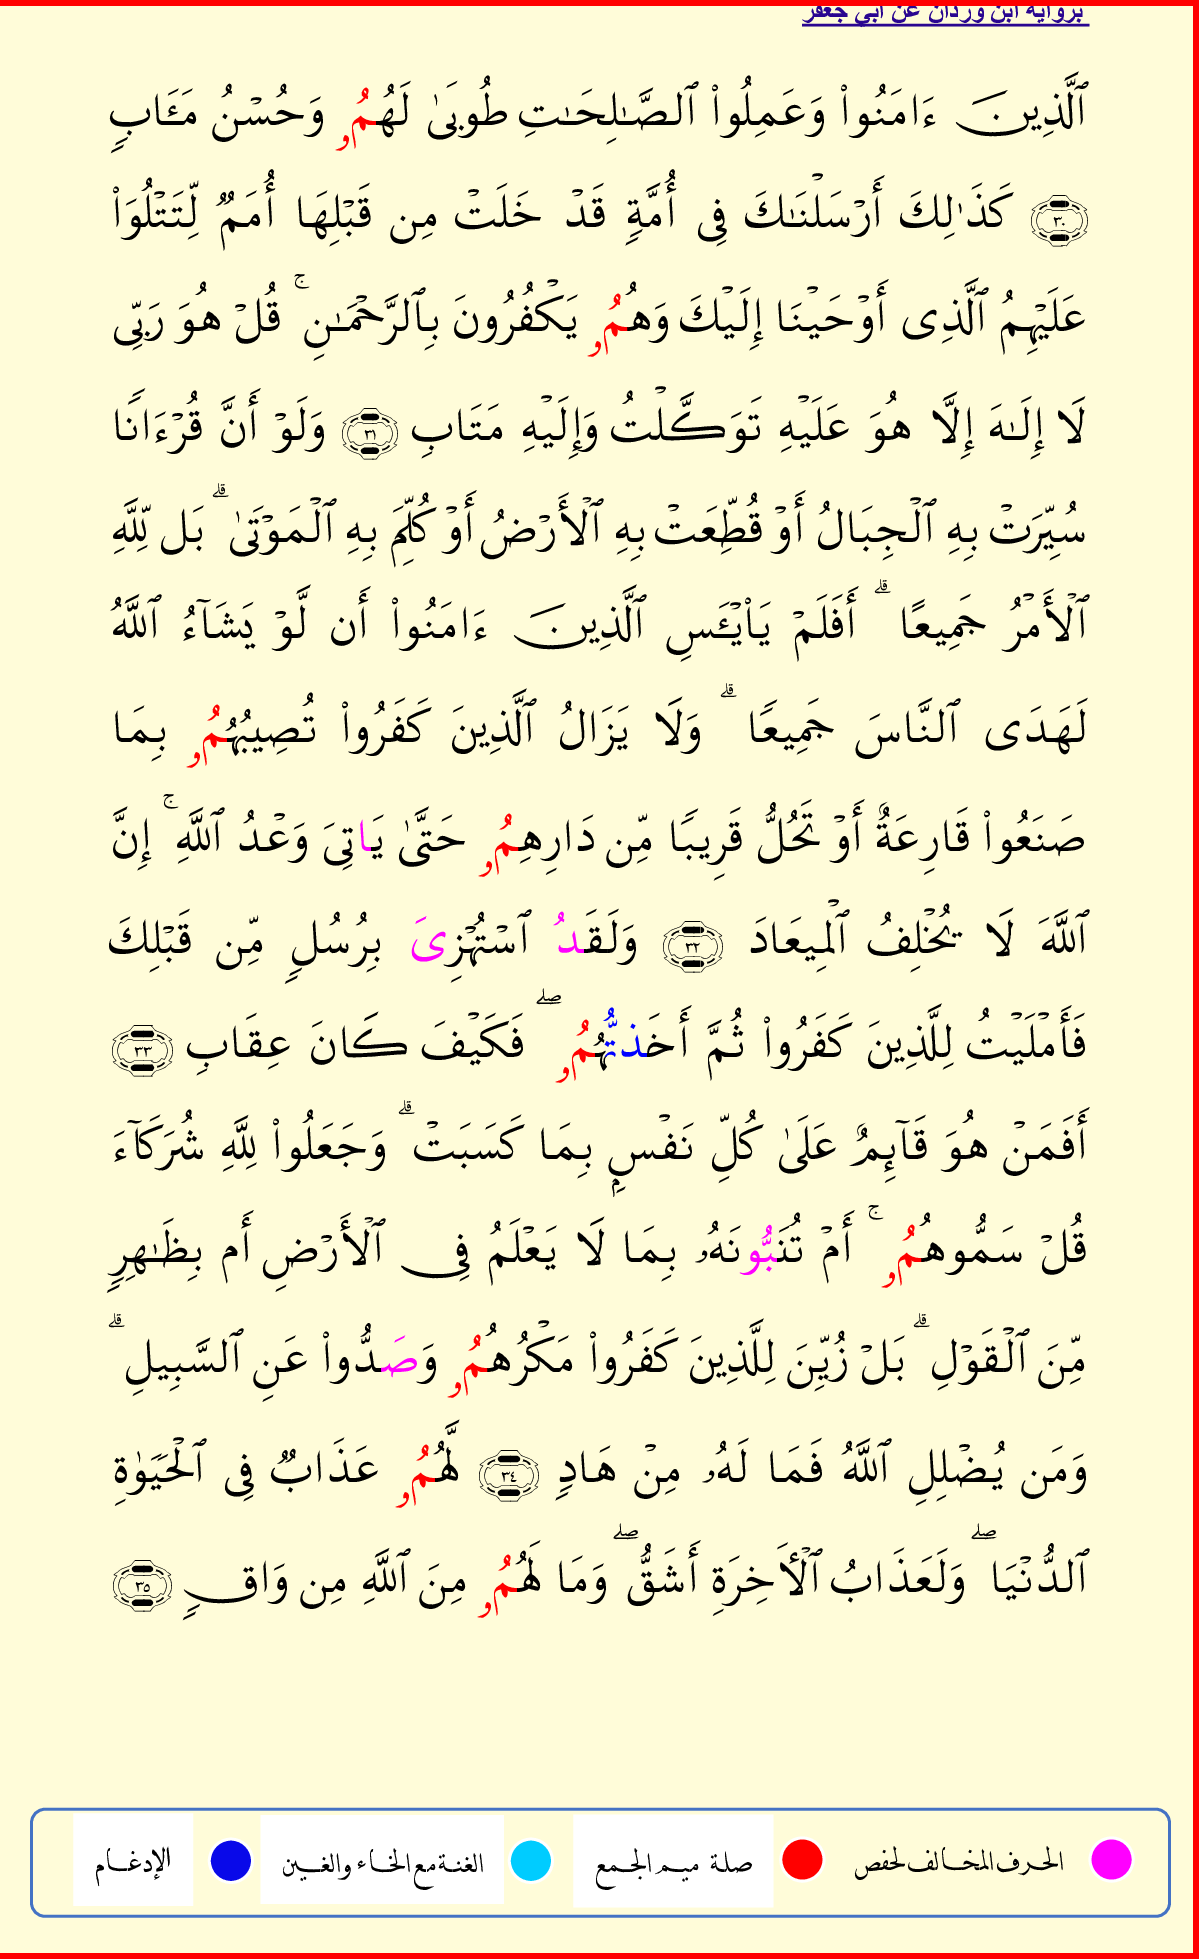 برواية ابن وردان عن أبي جعفر
ٱلَّذِينَ ءَامَنُوا۟ وَعَمِلُوا۟ ٱلصَّـٰلِحَـٰتِ طُوبَىٰ لَهُمُۥ وَحُسْنُ مَـَٔابٍ
٣٠ كَذَٰلِكَ أَرْسَلْنَـٰكَ فِى أُمَّةٍ قَدْ خَلَتْ مِن قَبْلِهَا أُمَمٌ لِّتَتْلُوَا۟
عَلَيْهِمُ ٱلَّذِى أَوْحَيْنَا إِلَيْكَ وَهُمُۥ يَكْفُرُونَ بِٱلرَّحْمَـٰنِ ۚ قُلْ هُوَ رَبِّى
لَا إِلَـٰهَ إِلَّا هُوَ عَلَيْهِ تَوَكَّلْتُ وَإِلَيْهِ مَتَابِ ٣١ وَلَوْ أَنَّ قُرْءَانًا
سُيِّرَتْ بِهِ ٱلْجِبَالُ أَوْ قُطِّعَتْ بِهِ ٱلْأَرْضُ أَوْ كُلِّمَ بِهِ ٱلْمَوْتَىٰ ۗ بَل لِّلَّهِ
ٱلْأَمْرُ جَمِيعًا ۗ أَفَلَمْ يَا۟يْـَٔسِ ٱلَّذِينَ ءَامَنُوا۟ أَن لَّوْ يَشَآءُ ٱللَّهُ
لَهَدَى ٱلنَّاسَ جَمِيعًا ۗ وَلَا يَزَالُ ٱلَّذِينَ كَفَرُوا۟ تُصِيبُهُمُۥ بِمَا
صَنَعُوا۟ قَارِعَةٌ أَوْ تَحُلُّ قَرِيبًا مِّن دَارِهِمُۥ حَتَّىٰ يَاتِىَ وَعْدُ ٱللَّهِ ۚ إِنَّ
ٱللَّهَ لَا يُخْلِفُ ٱلْمِيعَادَ ٣٢ وَلَقَدُ ٱسْتُهْزِىَ بِرُسُلٍ مِّن قَبْلِكَ
فَأَمْلَيْتُ لِلَّذِينَ كَفَرُوا۟ ثُمَّ أَخَذتُّهُمُۥ ۖ فَكَيْفَ كَانَ عِقَابِ ٣٣
أَفَمَنْ هُوَ قَآئِمٌ عَلَىٰ كُلِّ نَفْسٍۭ بِمَا كَسَبَتْ ۗ وَجَعَلُوا۟ لِلَّهِ شُرَكَآءَ
قُلْ سَمُّوهُمُۥ ۚ أَمْ تُنَبُّونَهُۥ بِمَا لَا يَعْلَمُ فِى ٱلْأَرْضِ أَم بِظَـٰهِرٍ
مِّنَ ٱلْقَوْلِ ۗ بَلْ زُيِّنَ لِلَّذِينَ كَفَرُوا۟ مَكْرُهُمُۥ وَصَدُّوا۟ عَنِ ٱلسَّبِيلِ ۗ
وَمَن يُضْلِلِ ٱللَّهُ فَمَا لَهُۥ مِنْ هَادٍ ٣٤ لَّهُمُۥ عَذَابٌ فِى ٱلْحَيَوٰةِ
ٱلدُّنْيَا ۖ وَلَعَذَابُ ٱلْـَٔاخِرَةِ أَشَقُّ ۖ وَمَا لَهُمُۥ مِنَ ٱللَّهِ مِن وَاقٍ ٣٥
الحرف المخالف لحفص صلة ميم الجمع الغنة مع الخاء والغين الإدغام